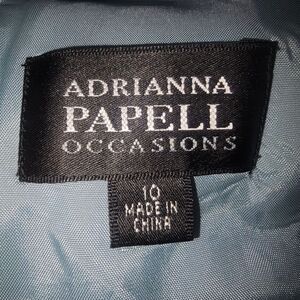 ADRIANNA
PAPELL
OCCASIONS
10
MADE IN
CHINA